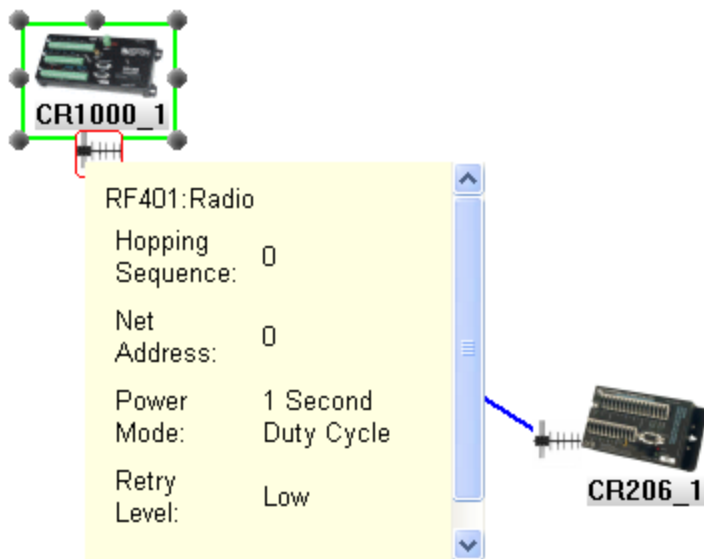 CR1000_1
RF401:Radio
Hopping
Sequence: 0
Net
Address: 0
Power 1 Second
Mode: Duty Cycle
Retry
Level: Low
CR206_1